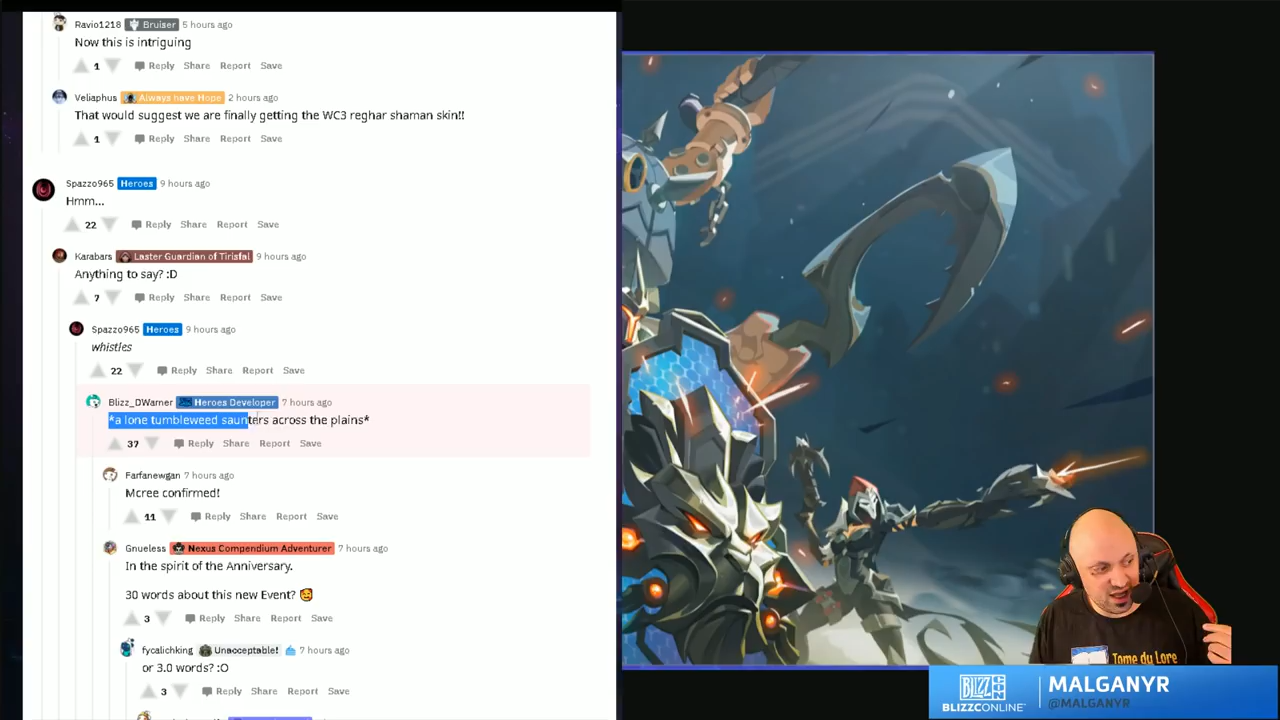 Ravio1218 Bruiser 5 hours ago
Now this is intriguing
1 Reply Share Report Save
Veliaphus Always have Hope 2 hours ago
That would suggest we are finally getting the WC3 reghar shaman skin!!
1 Reply Share Report Save
Spazzo965 Heroes 9 hours ago
Hmm...
22 Reply Share Report Save
Karabars Laster Guardian of Tirisfal 9 hours ago
Anything to say? :D
7 Reply Share Report Save
Spazzo965 Heroes 9 hours ago
whistles
22 Reply Share Report Save
Blizz_DWarner Heroes Developer 7 hours ago
*a lone tumbleweed saunters across the plains*
37 Reply Share Report Save
Farfanewgan 7 hours ago
Mcree confirmed!
11 Reply Share Report Save
Gnueless Nexus Compendium Adventurer 7 hours ago
In the spirit of the Anniversary.
30 words about this new Event?
3 Reply Share Report Save
fycalichking Unacceptable! 7 hours ago
or 3.0 words? :O
3 Reply Share Report Save
Tome du Lore
BLIZZCONLINE
MALGANYR
@MALGANYR